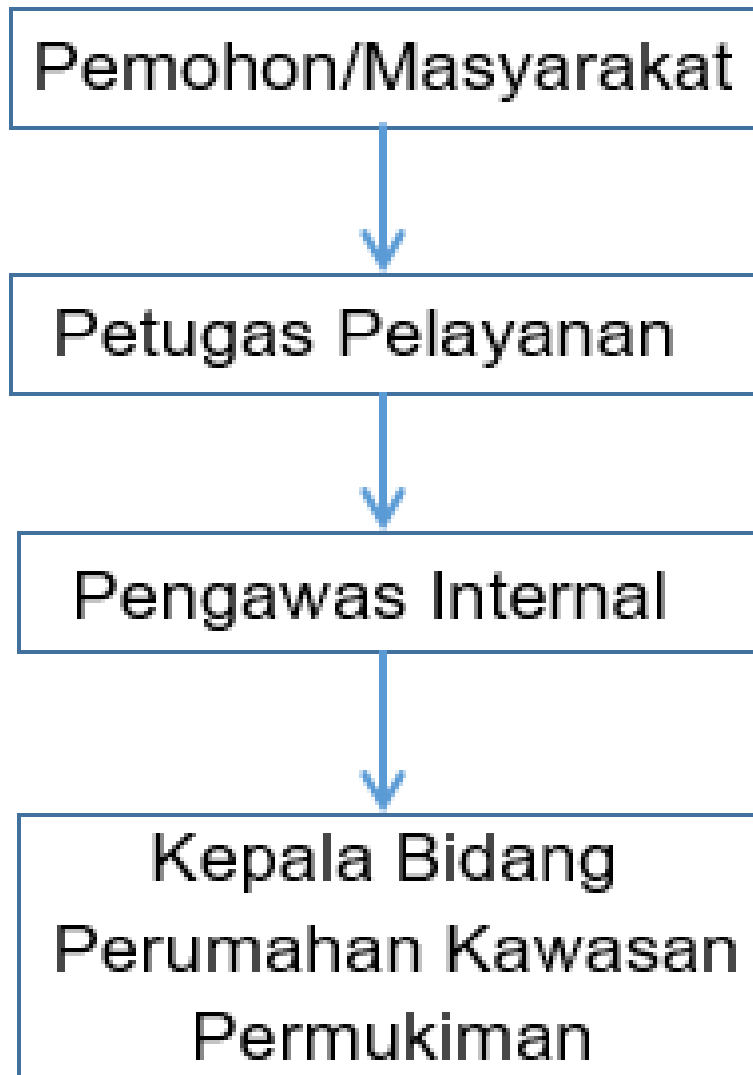 Pemohon/Masyarakat
Petugas Pelayanan
Pengawas Internal
Kepala Bidang
Perumahan Kawasan
Permukiman